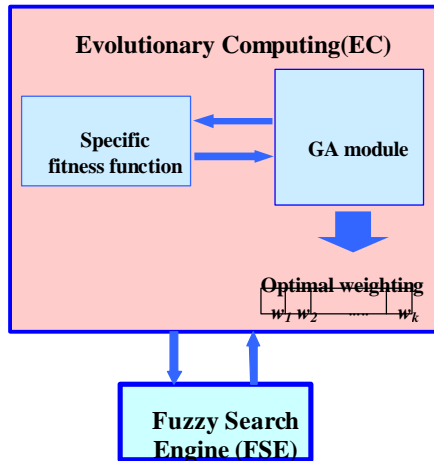 Evolutionary Computing(EC)
Specific
fitness function
GA module
Optimal weighting
w1 w2 ..... wk
Fuzzy Search
Engine (FSE)